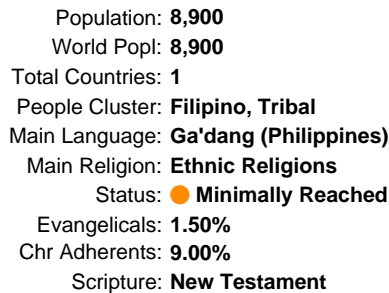 Population: 8,900
World Popl: 8,900
Total Countries: 1
People Cluster: Filipino, Tribal
Main Language: Ga'dang (Philippines)
Main Religion: Ethnic Religions
Status: Minimally Reached
Evangelicals: 1.50%
Chr Adherents: 9.00%
Scripture: New Testament